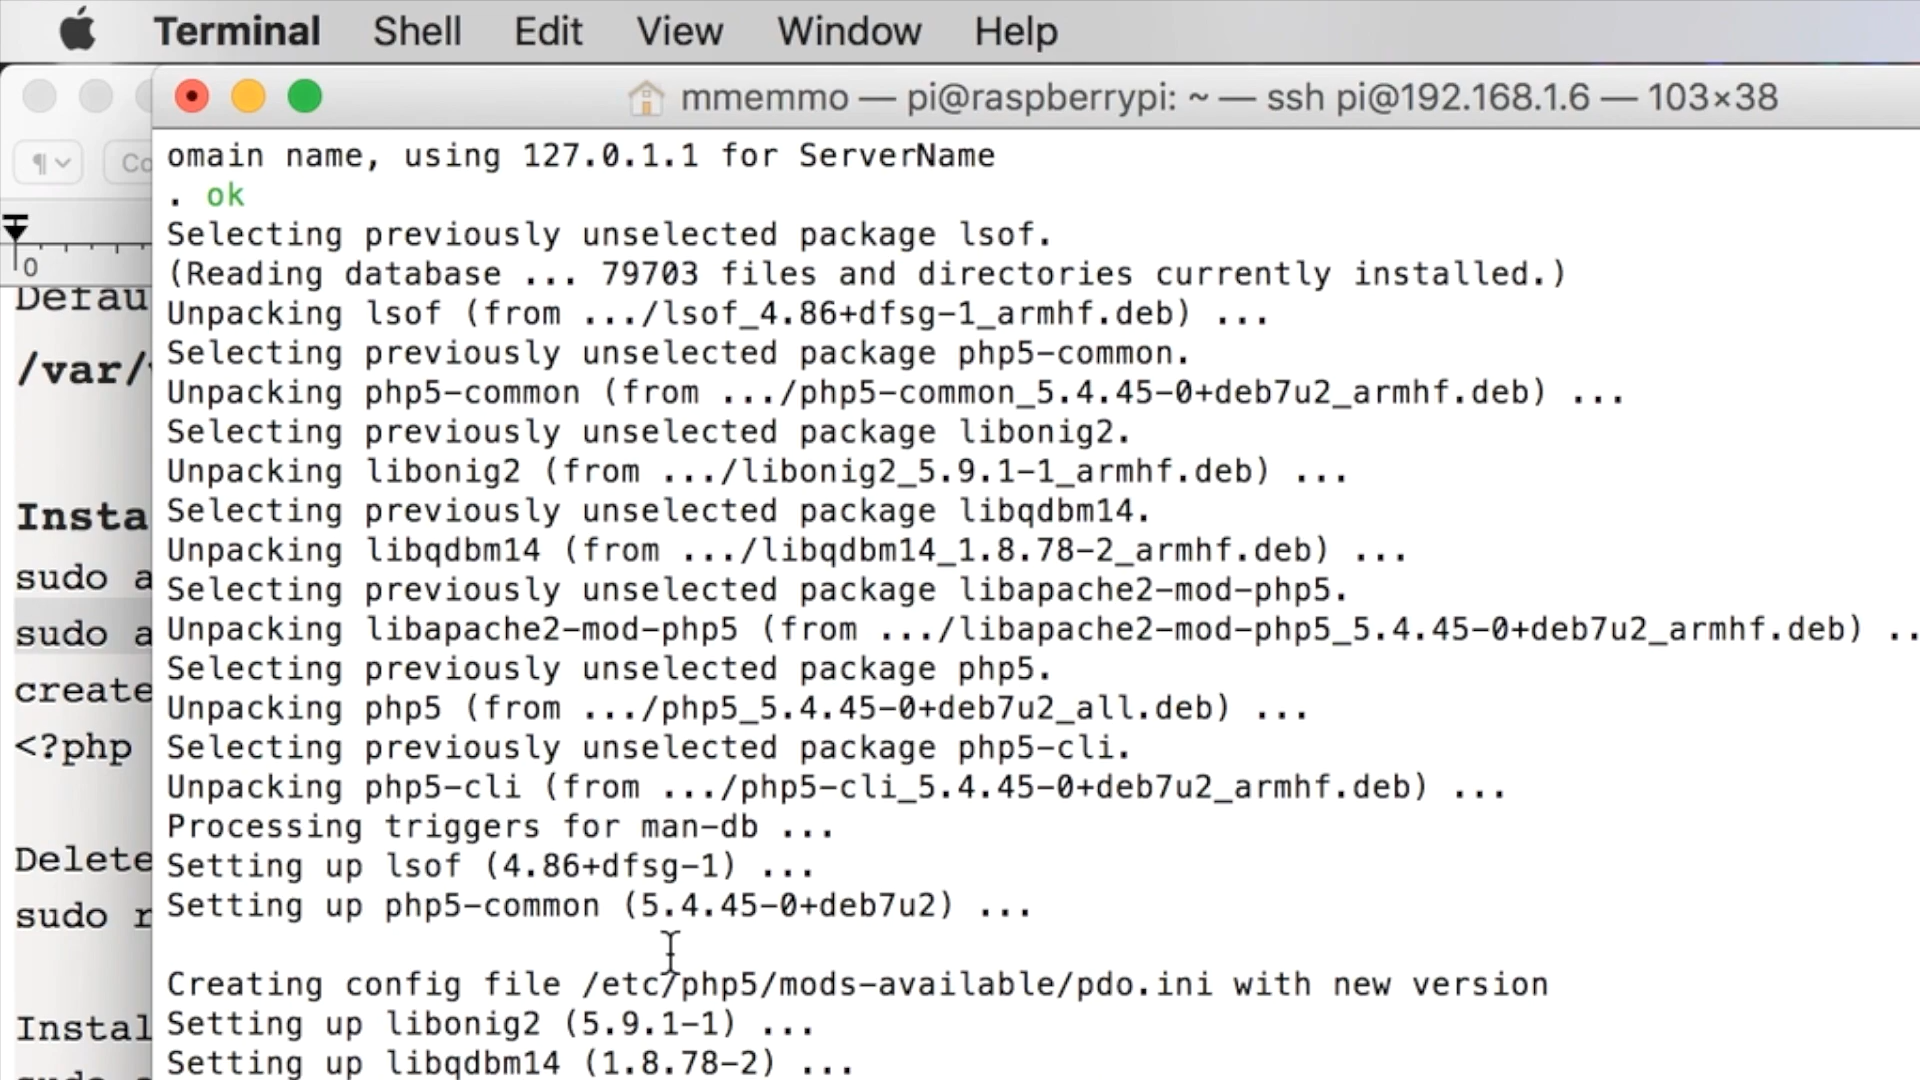 Terminal Shell Edit View Window Help
mmemmo — pi@raspberrypi: ~ — ssh pi@192.168.1.6 — 103×38
¶ Co
0
Defau
/var/
Insta
sudo a
sudo a
create
<?php
Delete
sudo r
Instal
omain name, using 127.0.1.1 for ServerName
. ok
Selecting previously unselected package lsof.
(Reading database ... 79703 files and directories currently installed.)
Unpacking lsof (from .../lsof_4.86+dfsg-1_armhf.deb) ...
Selecting previously unselected package php5-common.
Unpacking php5-common (from .../php5-common_5.4.45-0+deb7u2_armhf.deb) ...
Selecting previously unselected package libonig2.
Unpacking libonig2 (from .../libonig2_5.9.1-1_armhf.deb) ...
Selecting previously unselected package libqdbm14.
Unpacking libqdbm14 (from .../libqdbm14_1.8.78-2_armhf.deb) ...
Selecting previously unselected package libapache2-mod-php5.
Unpacking libapache2-mod-php5 (from .../libapache2-mod-php5_5.4.45-0+deb7u2_armhf.deb) ..
Selecting previously unselected package php5.
Unpacking php5 (from .../php5_5.4.45-0+deb7u2_all.deb) ...
Selecting previously unselected package php5-cli.
Unpacking php5-cli (from .../php5-cli_5.4.45-0+deb7u2_armhf.deb) ...
Processing triggers for man-db ...
Setting up lsof (4.86+dfsg-1) ...
Setting up php5-common (5.4.45-0+deb7u2) ...
Creating config file /etc/php5/mods-available/pdo.ini with new version
Setting up libonig2 (5.9.1-1) ...
Setting up libqdbm14 (1.8.78-2) ...